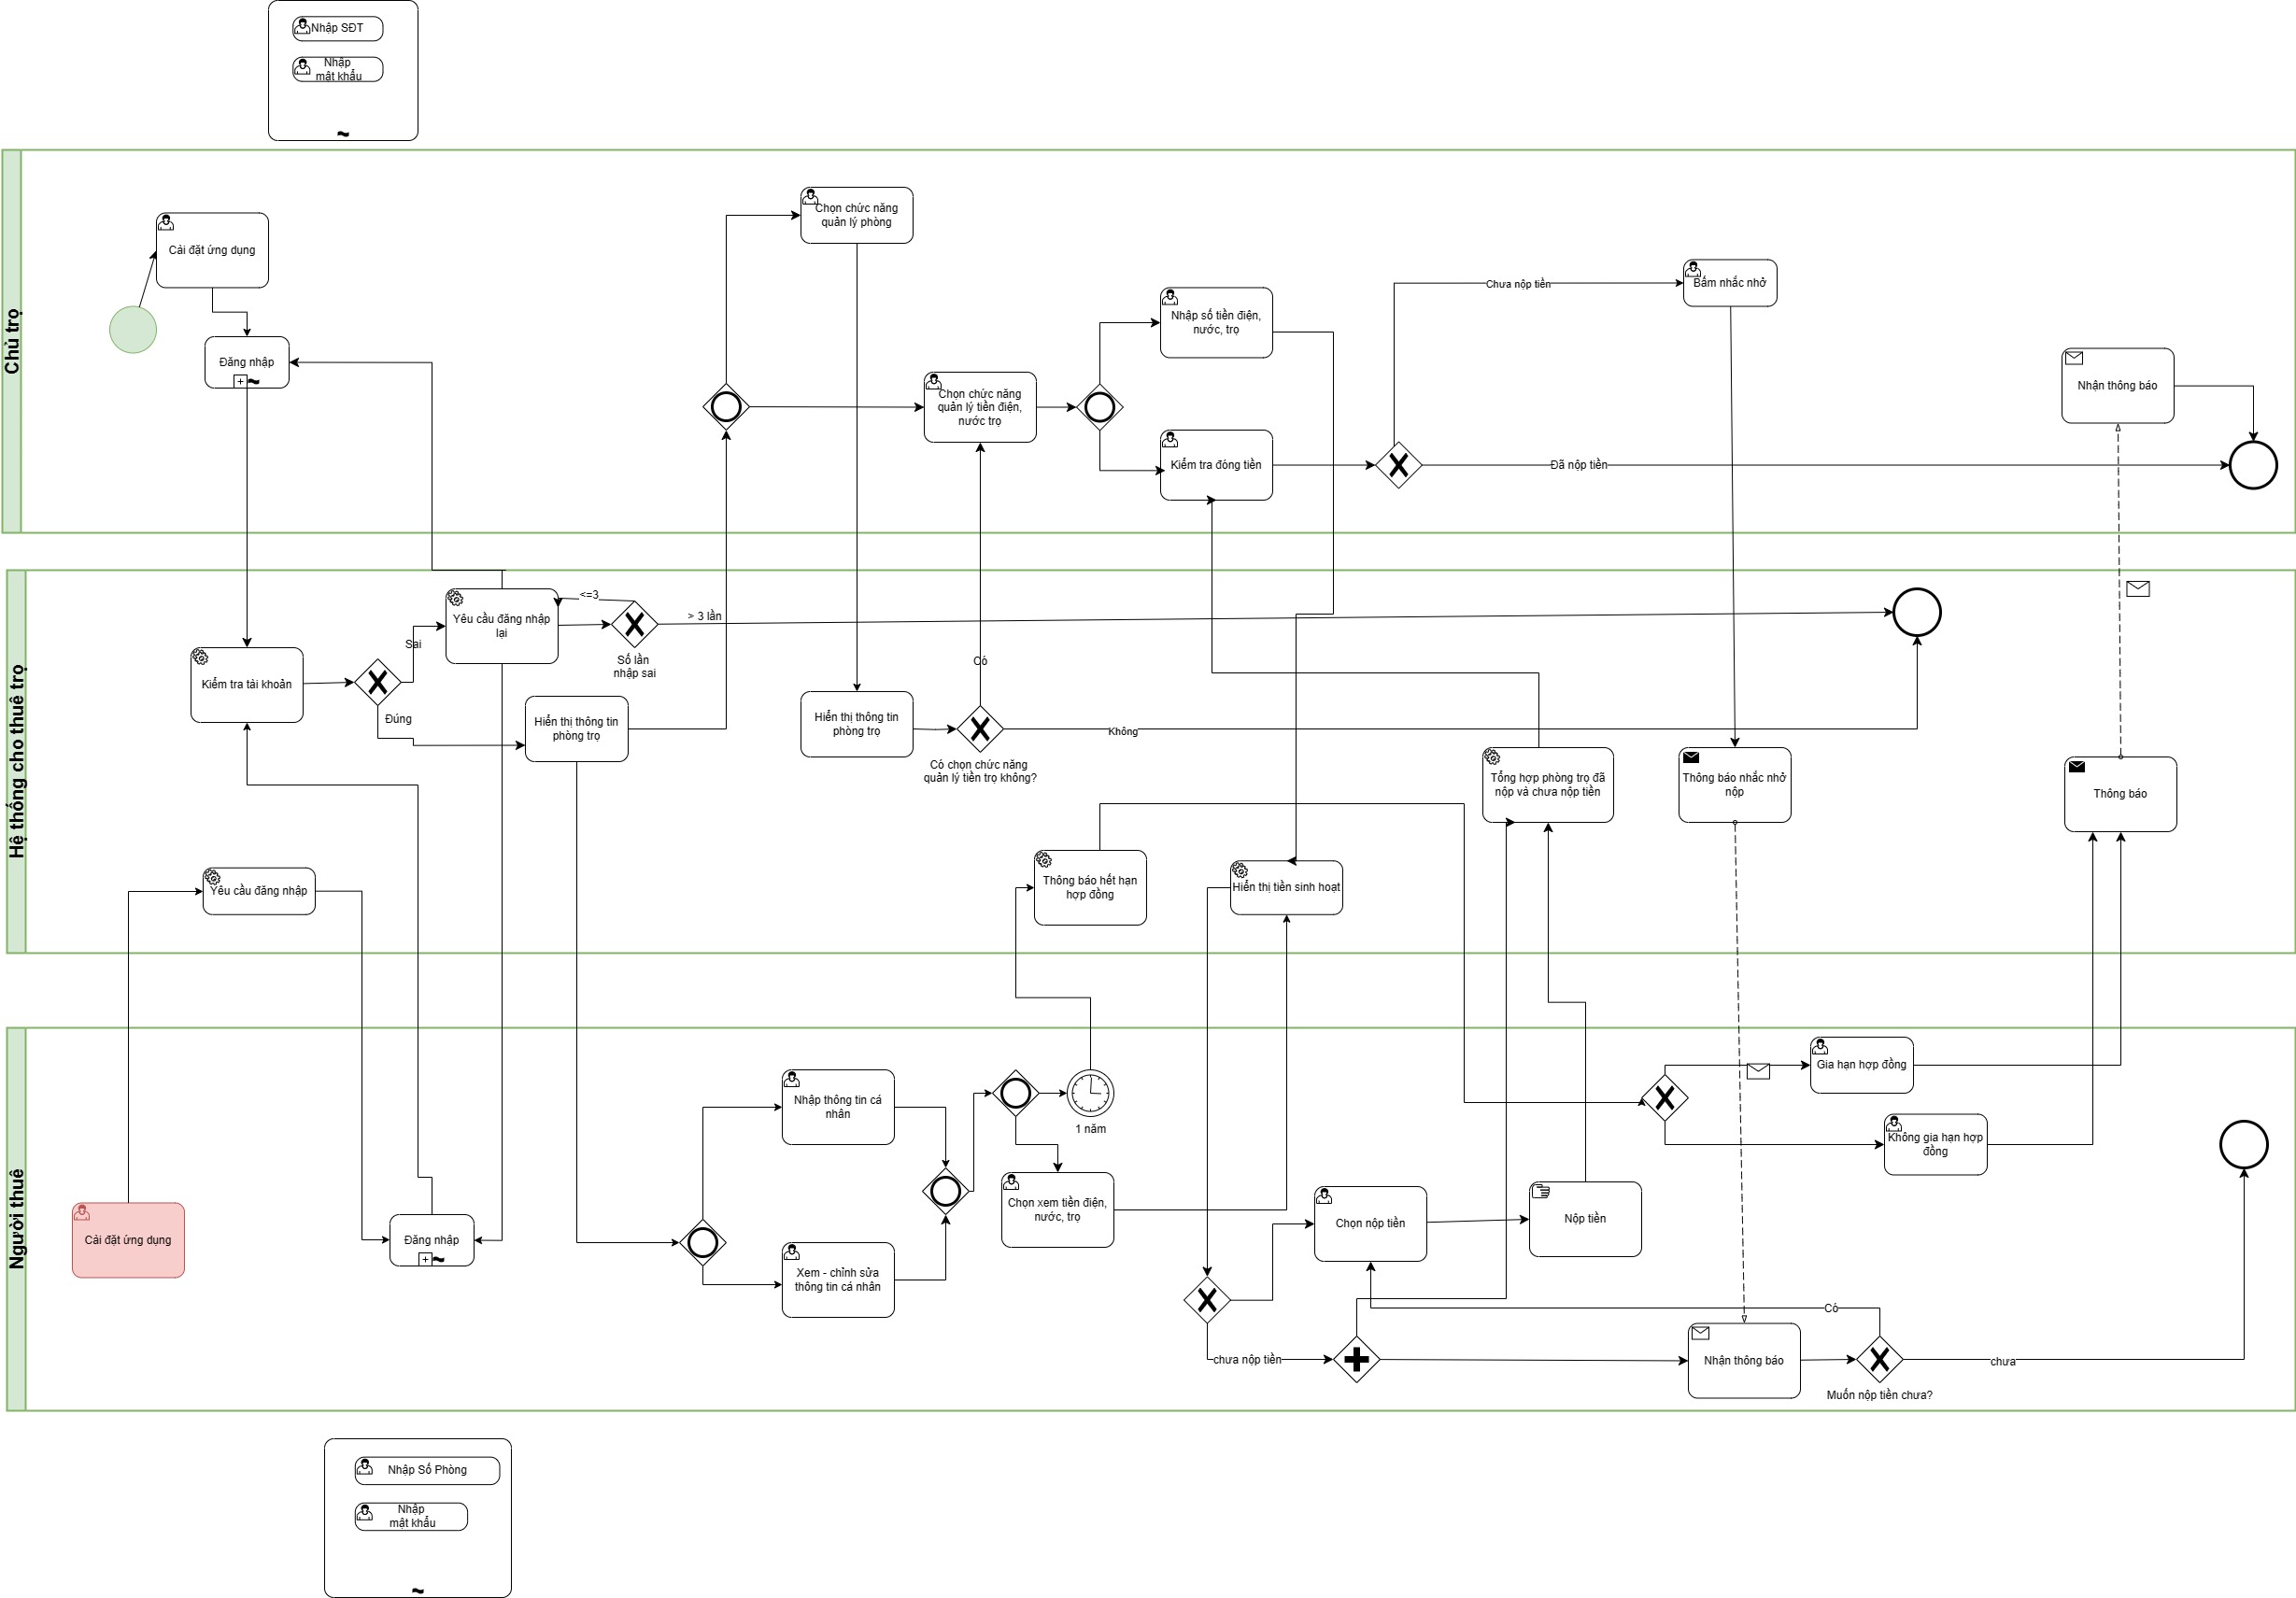 Nhập SĐT
Nhập
mật khẩu
Chủ trọ
Cài đặt ứng dụng
Đăng nhập
Chọn chức năng
quản lý phòng
Chọn chức năng
quản lý tiền điện,
nước trọ
Nhập số tiền điện,
nước, trọ
Kiểm tra đóng tiền
Chưa nộp tiền
Đã nộp tiền
Bấm nhắc nhở
Nhận thông báo
Hệ thống cho thuê trọ
Kiểm tra tài khoản
Sai
Đúng
Yêu cầu đăng nhập
lại
<=3
> 3 lần
Số lần
nhập sai
Hiển thị thông tin
phòng trọ
Hiển thị thông tin
phòng trọ
Có
Không
Có chọn chức năng
quản lý tiền trọ không?
Tổng hợp phòng trọ đã
nộp và chưa nộp tiền
Thông báo nhắc nhở
nộp
Thông báo
Yêu cầu đăng nhập
Thông báo hết hạn
hợp đồng
Hiển thị tiền sinh hoạt
Người thuê
Cài đặt ứng dụng
Đăng nhập
Nhập thông tin cá
nhân
Xem - chỉnh sửa
thông tin cá nhân
1 năm
Chọn xem tiền điện,
nước, trọ
Chọn nộp tiền
Nộp tiền
Gia hạn hợp đồng
Không gia hạn hợp
đồng
chưa nộp tiền
Nhận thông báo
Có
chưa
Muốn nộp tiền chưa?
Nhập Số Phòng
Nhập
mật khẩu